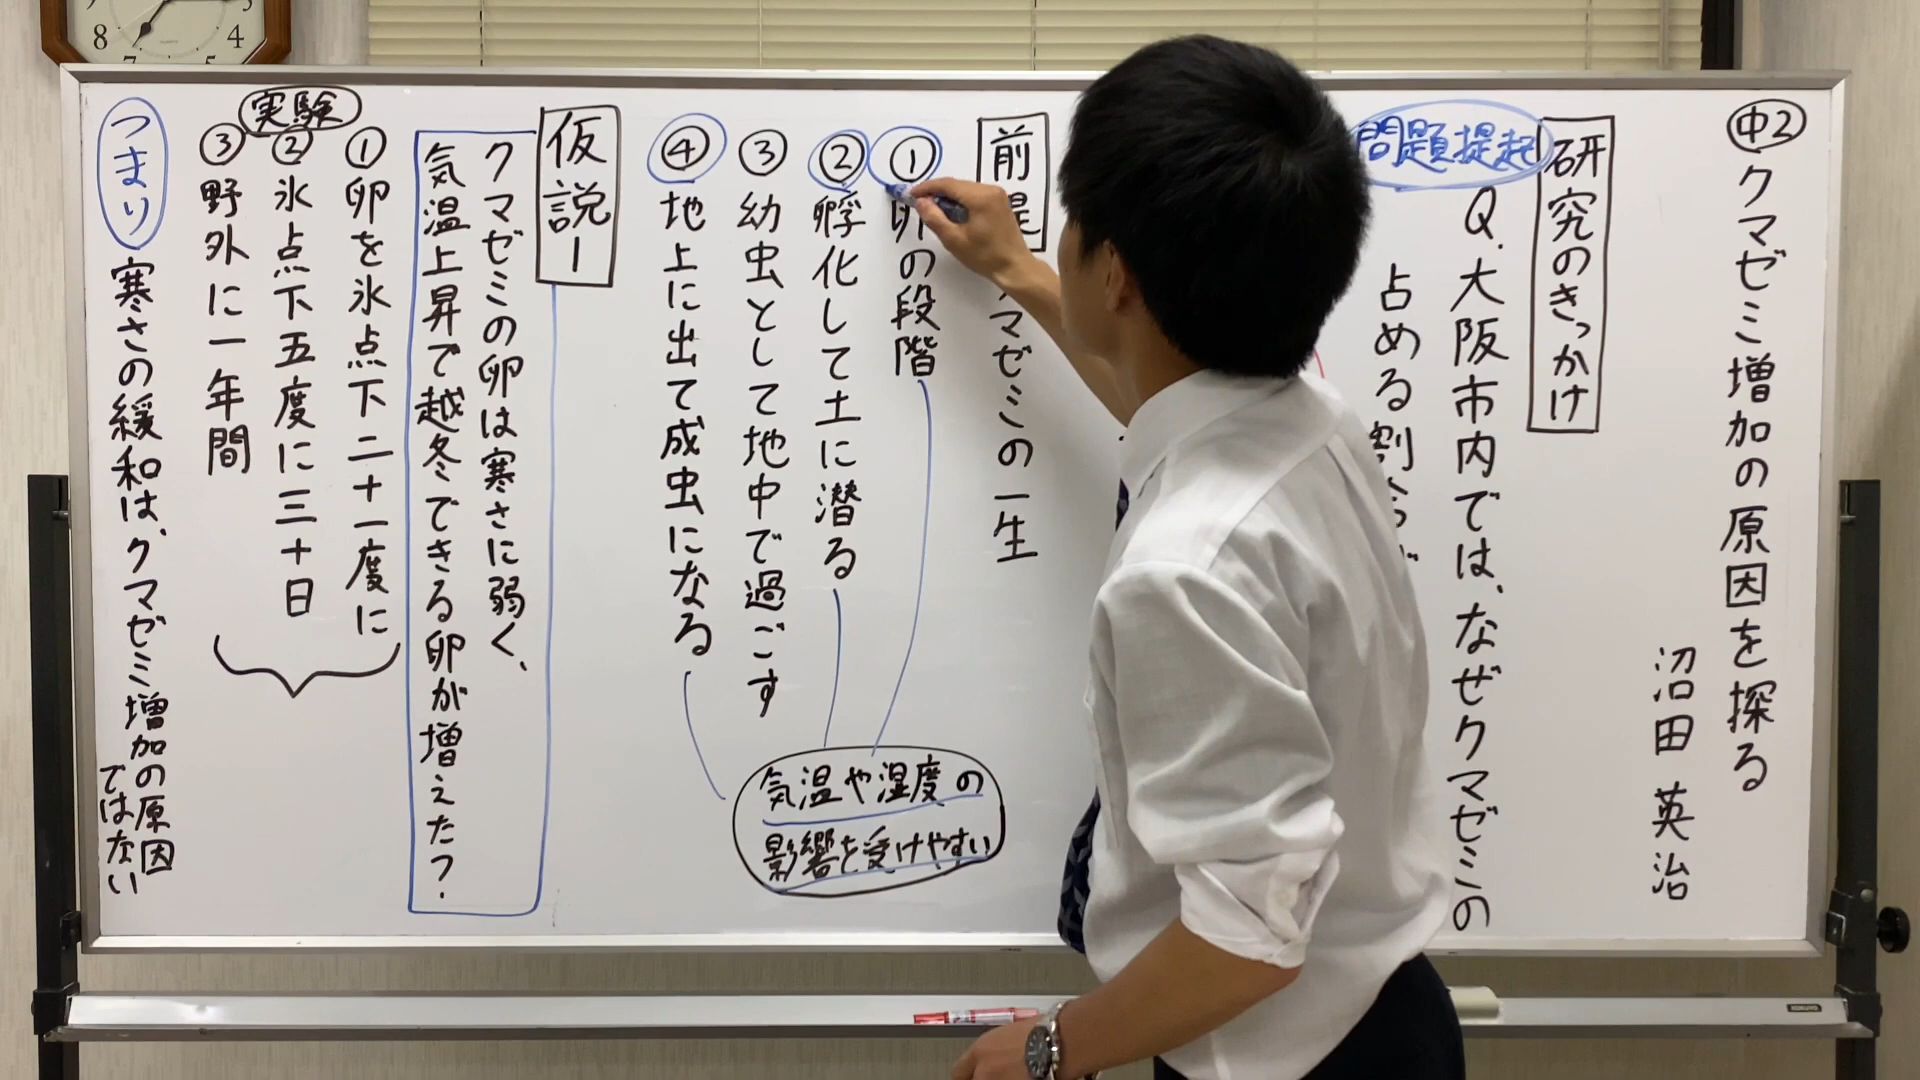 中2 クマゼミ増加の原因を探る
沼田 英治
研究のきっかけ
問題提起
Q.大阪市内では、なぜクマゼミの
占める割合が
前提
クマゼミの一生
① 卵の段階
② 孵化して土に潜る
③ 幼虫として地中で過ごす
④ 地上に出て成虫になる
気温や湿度の
影響を受けやすい
仮説1
クマゼミの卵は寒さに弱く、
気温上昇で越冬できる卵が増えた?.
実験
① 卵を氷点下二十一度に
② 氷点下五度に三十日
③ 野外に一年間
つまり 寒さの緩和は、クマゼミ増加の原因
ではない
8
7
5
4
3
KOKUYO